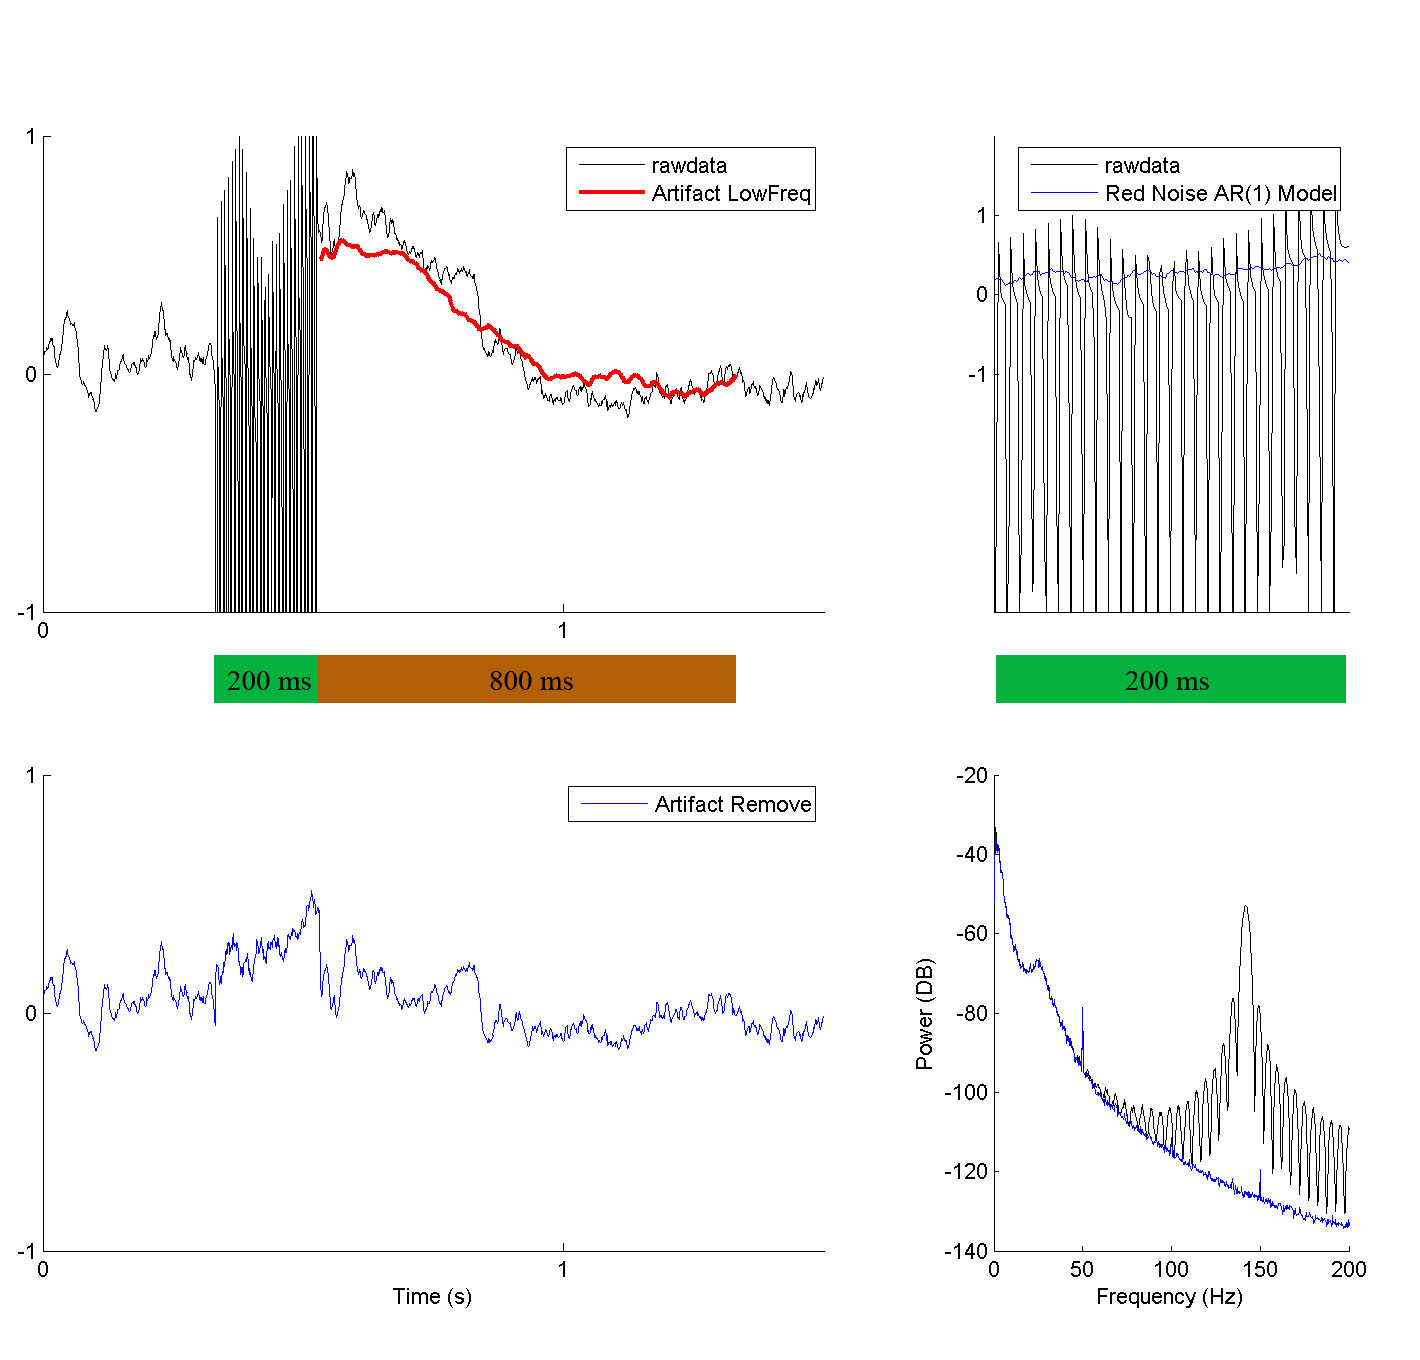 1
0
-1
0
1
rawdata
Artifact LowFreq
1
0
-1
rawdata
Red Noise AR(1) Model
200 ms
800 ms
200 ms
1
0
-1
0
1
Time (s)
Artifact Remove
-20
-40
-60
-80
-100
-120
-140
Power (DB)
0
50
100
150
200
Frequency (Hz)